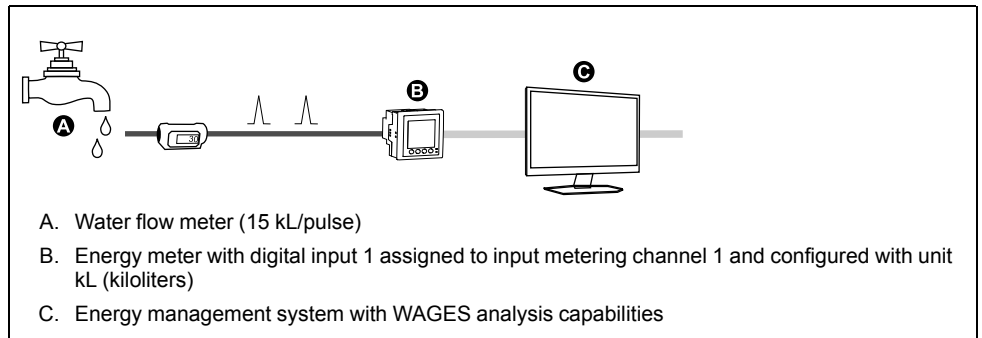 C
B
A
30
A. Water flow meter (15 kL/pulse)
B. Energy meter with digital input 1 assigned to input metering channel 1 and configured with unit
kL (kiloliters)
C. Energy management system with WAGES analysis capabilities